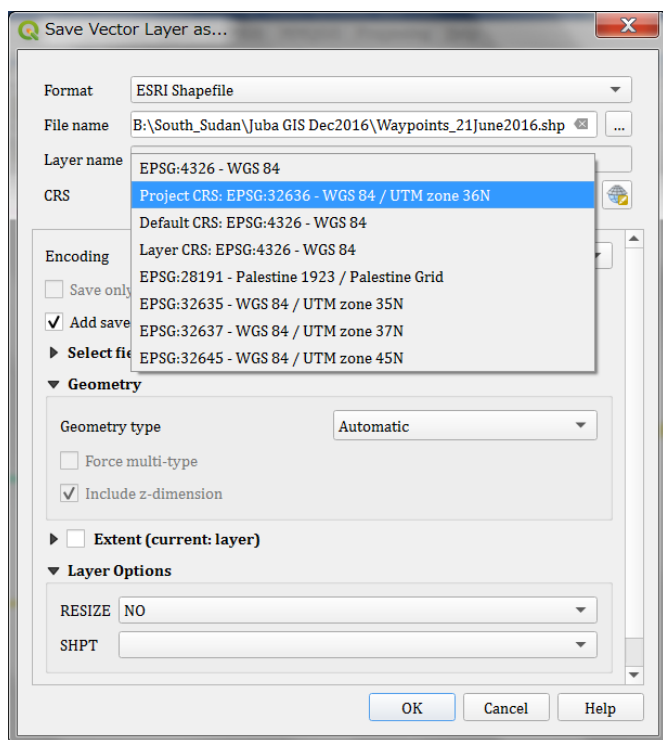 Save Vector Layer as...
Format ESRI Shapefile
File name B:\South_Sudan\Juba GIS Dec2016\Waypoints_21June2016.shp ...
Layer name
CRS
EPSG:4326 - WGS 84
Project CRS: EPSG:32636 - WGS 84 / UTM zone 36N
Default CRS: EPSG:4326 - WGS 84
Layer CRS: EPSG:4326 - WGS 84
EPSG:28191 - Palestine 1923 / Palestine Grid
EPSG:32635 - WGS 84 / UTM zone 35N
EPSG:32637 - WGS 84 / UTM zone 37N
EPSG:32645 - WGS 84 / UTM zone 45N
Encoding
Save only
Add save
Select fie
Geometry
Geometry type Automatic
Force multi-type
Include z-dimension
Extent (current: layer)
Layer Options
RESIZE NO
SHPT
OK Cancel Help